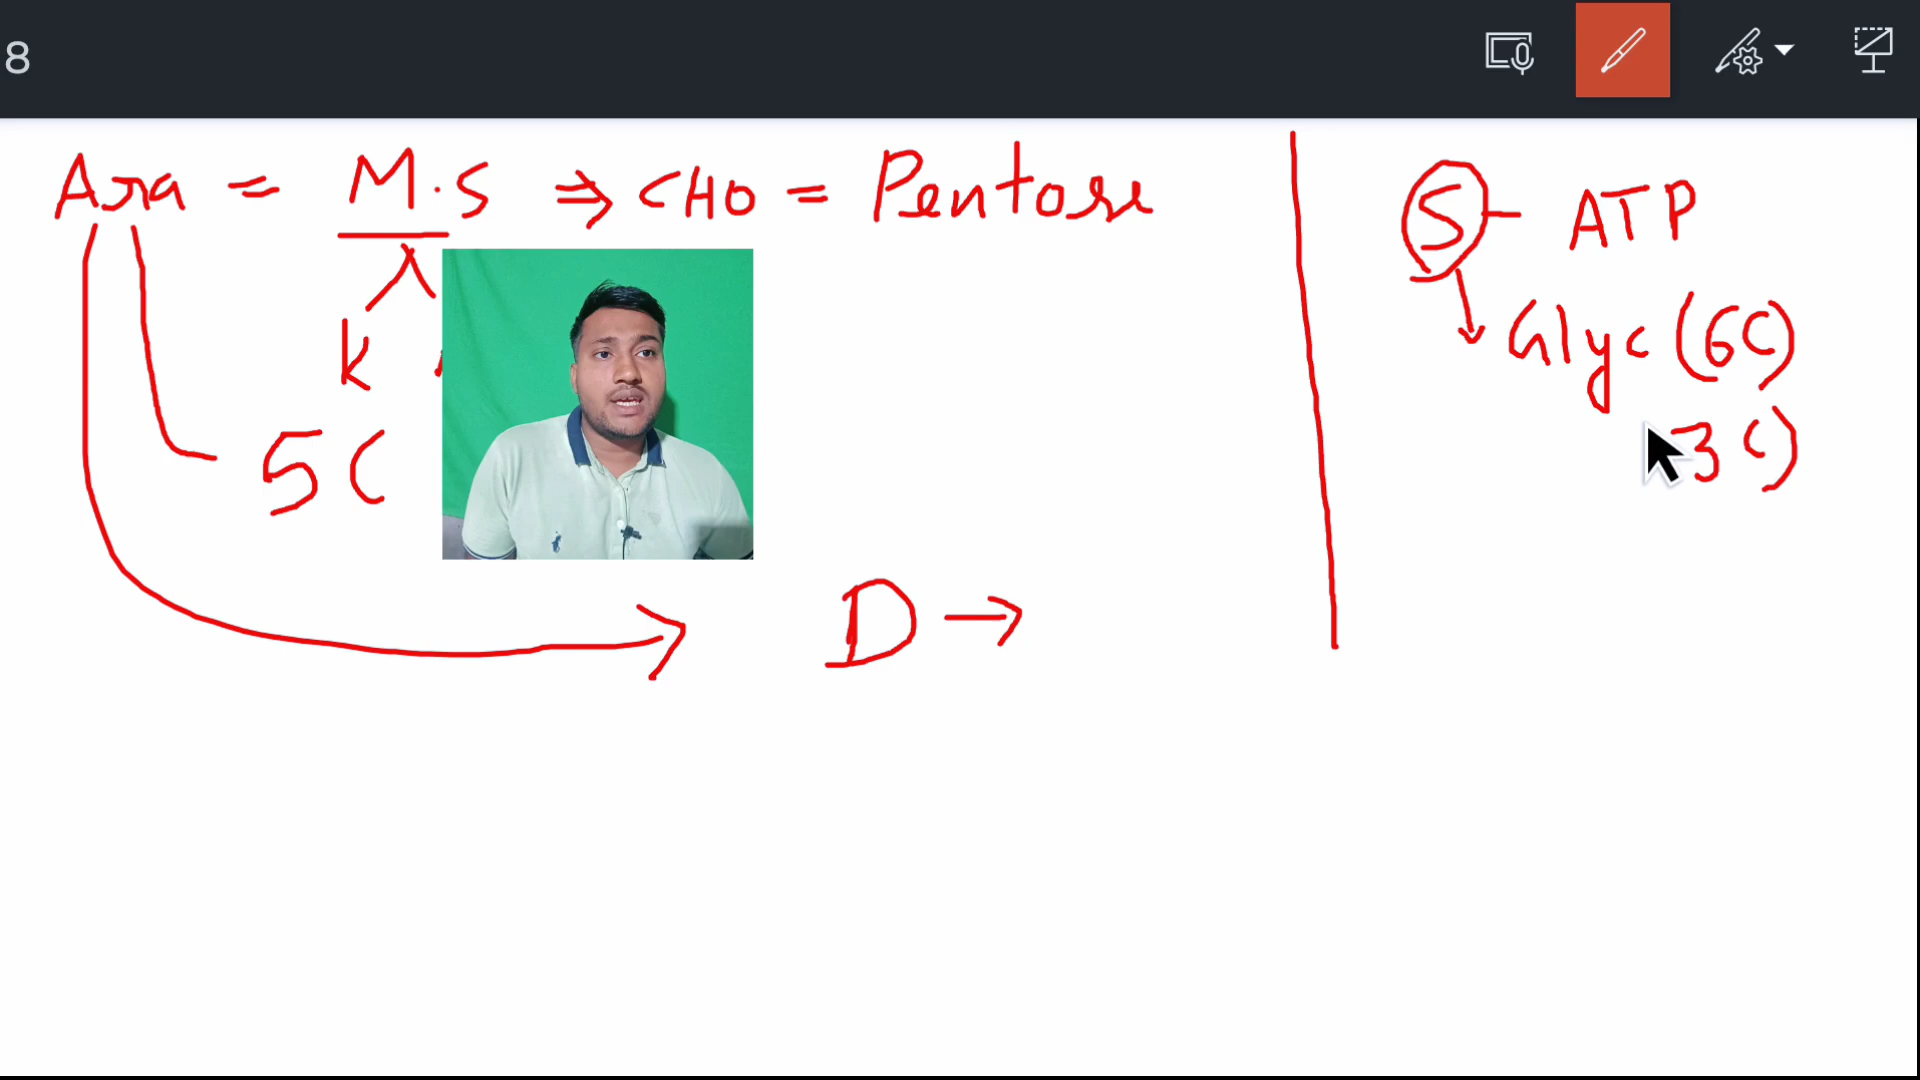 8
Ara = M.S ⇒ CHO = Pentose
K
5C
D →
S - ATP
Glyc (6C)
3C)